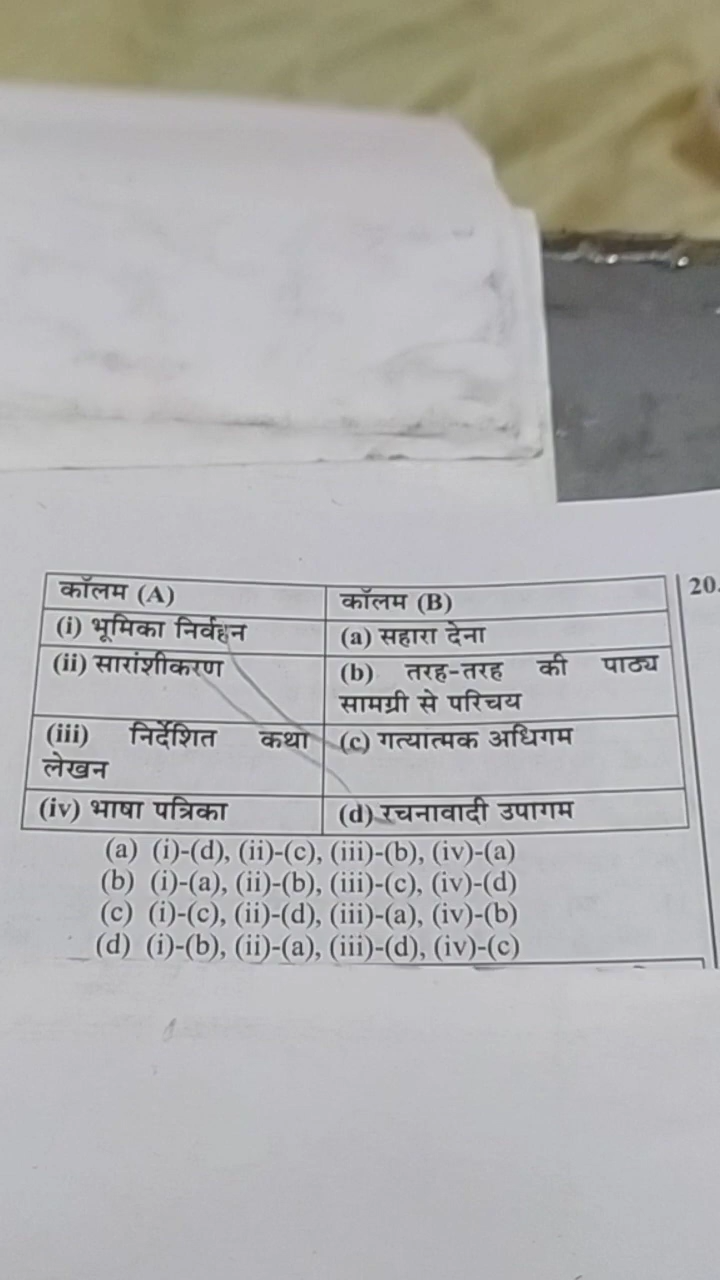 20.
कॉलम (A) कॉलम (B)
(i) भूमिका निर्वहन (a) सहारा देना
(ii) सारांशीकरण (b) तरह-तरह की पाठ्य
सामग्री से परिचय
(iii) निर्देशित कथा (c) गत्यात्मक अधिगम
लेखन
(iv) भाषा पत्रिका (d) रचनावादी उपागम
(a) (i)-(d), (ii)-(c), (iii)-(b), (iv)-(a)
(b) (i)-(a), (ii)-(b), (iii)-(c), (iv)-(d)
(c) (i)-(c), (ii)-(d), (iii)-(a), (iv)-(b)
(d) (i)-(b), (ii)-(a), (iii)-(d), (iv)-(c)